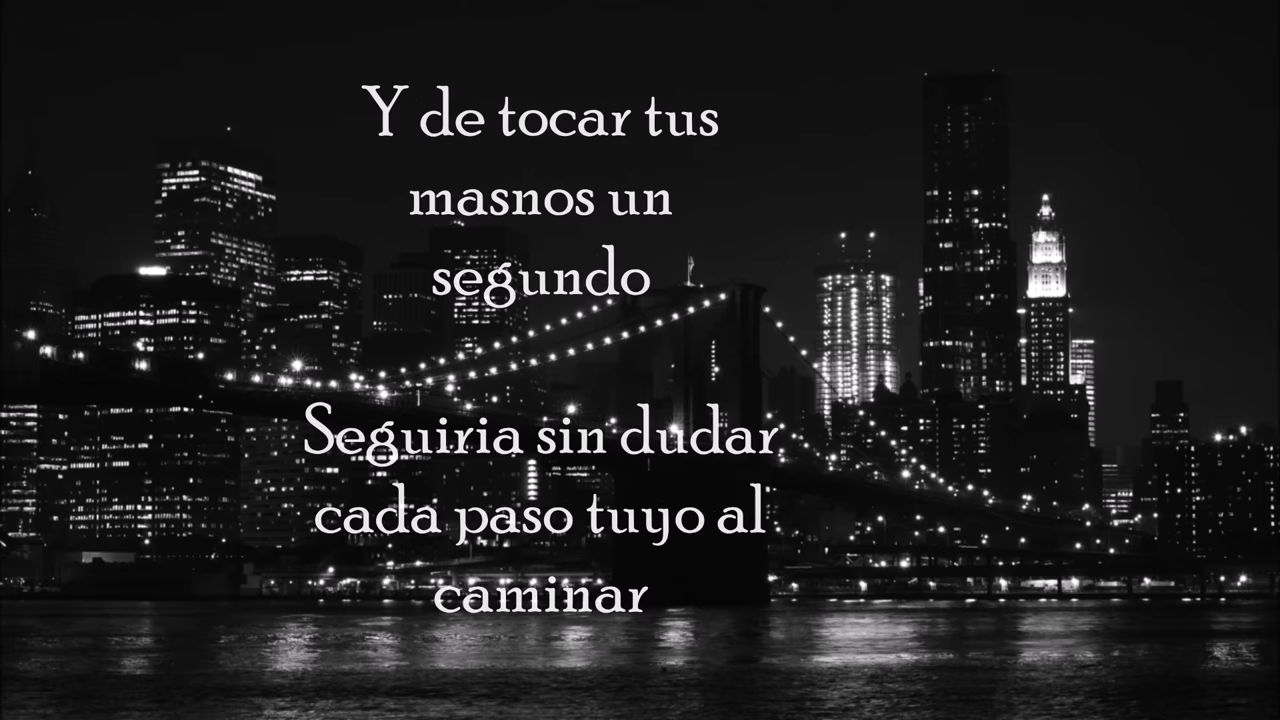 Y de tocar tus
masnos un
segundo
Seguiria sin dudar
cada paso tuyo al
caminar